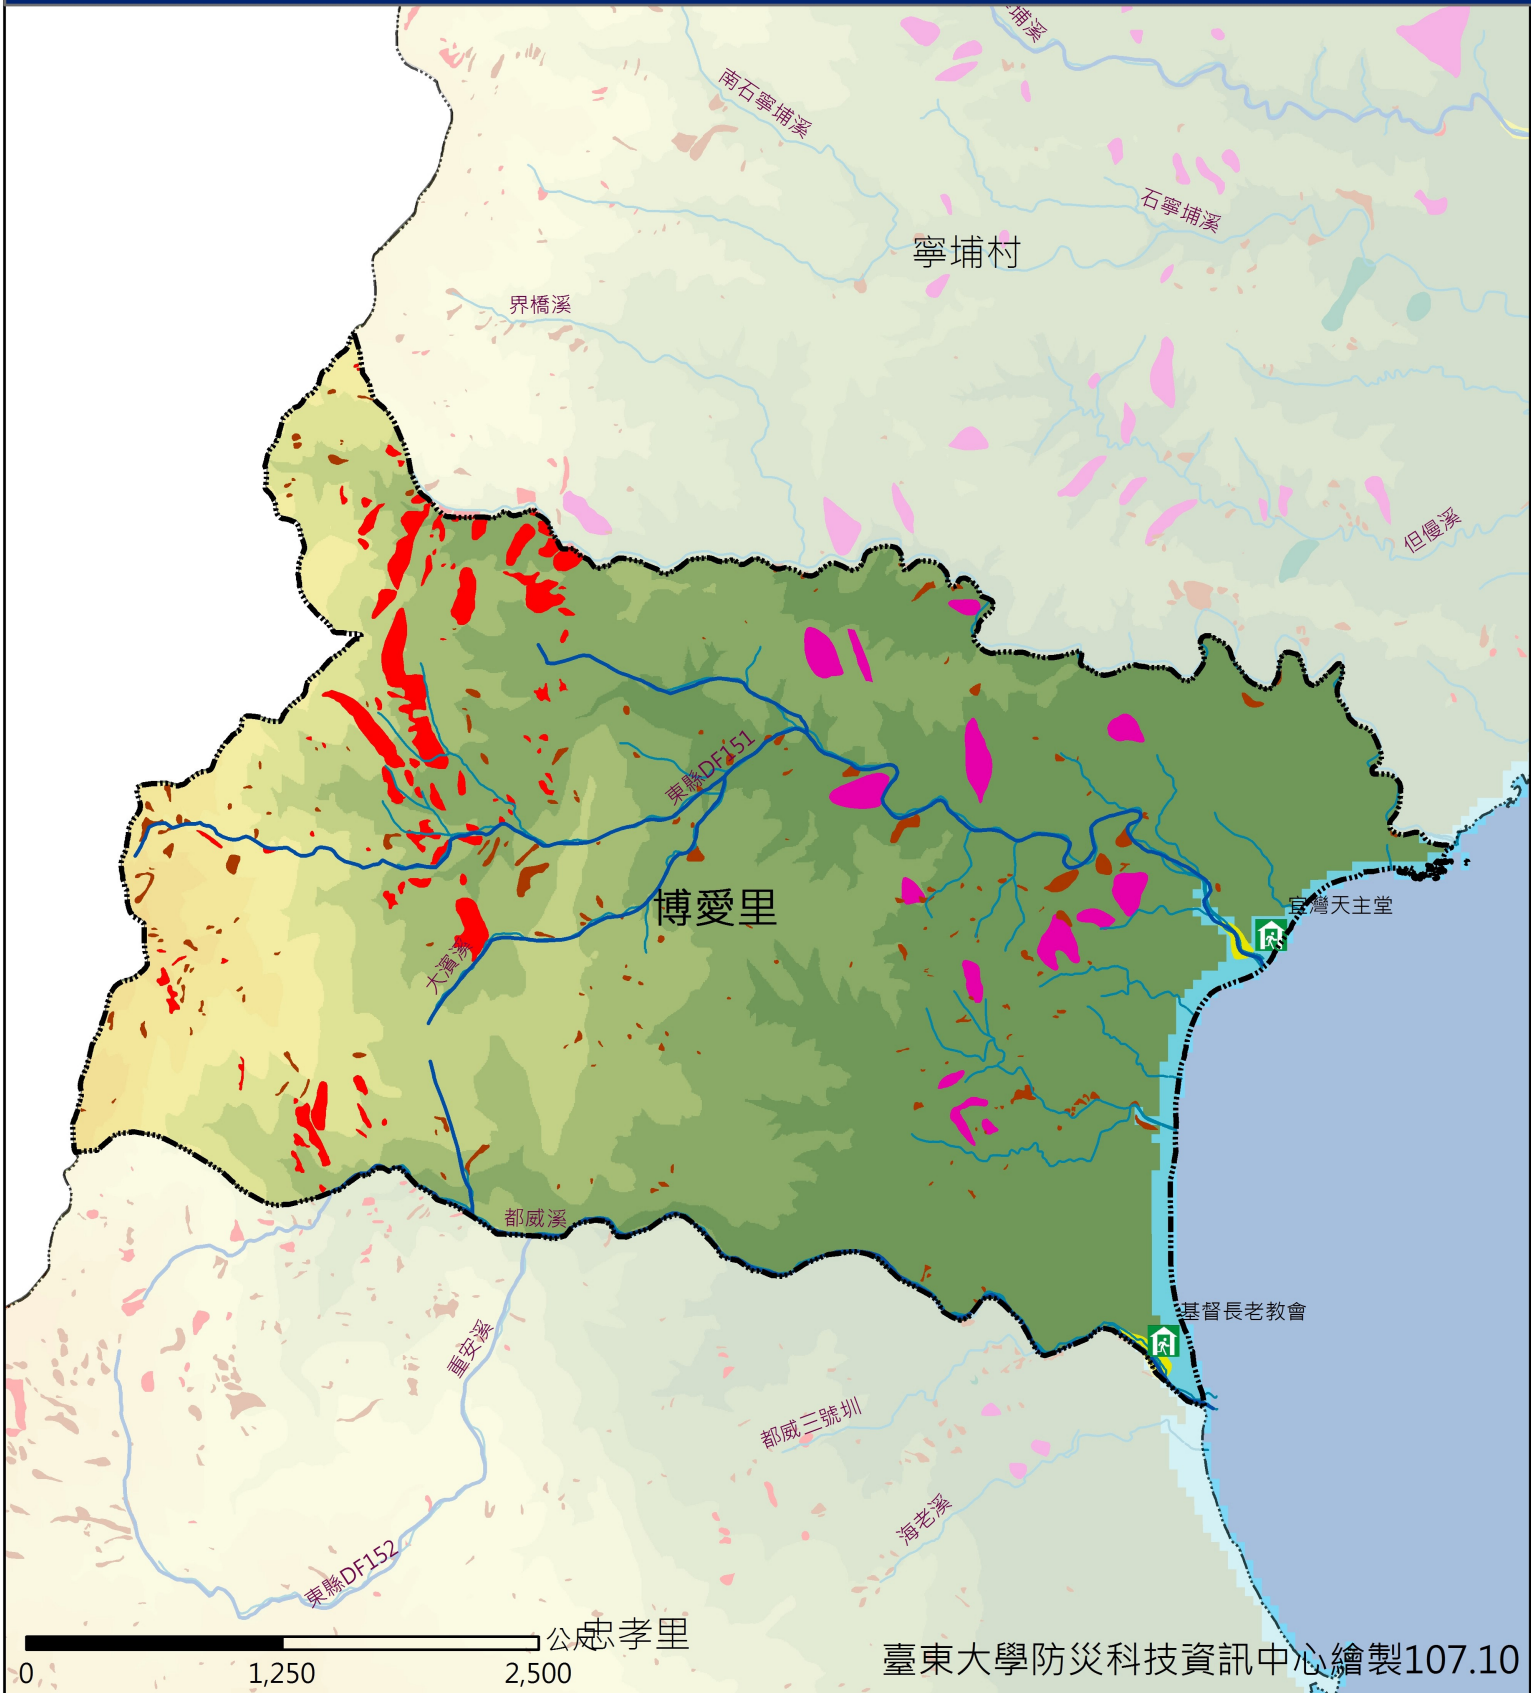 埔溪
南石寧埔溪
石寧埔溪
寧埔村
界橋溪
但僈溪
東縣DF151
博愛里
宜灣天主堂
大濱溪
都威溪
基督長老教會
重安溪
都威三號圳
海老溪
東縣DF152
忠孝里
公尺
0
1,250
2,500
臺東大學防災科技資訊中心繪製107.10